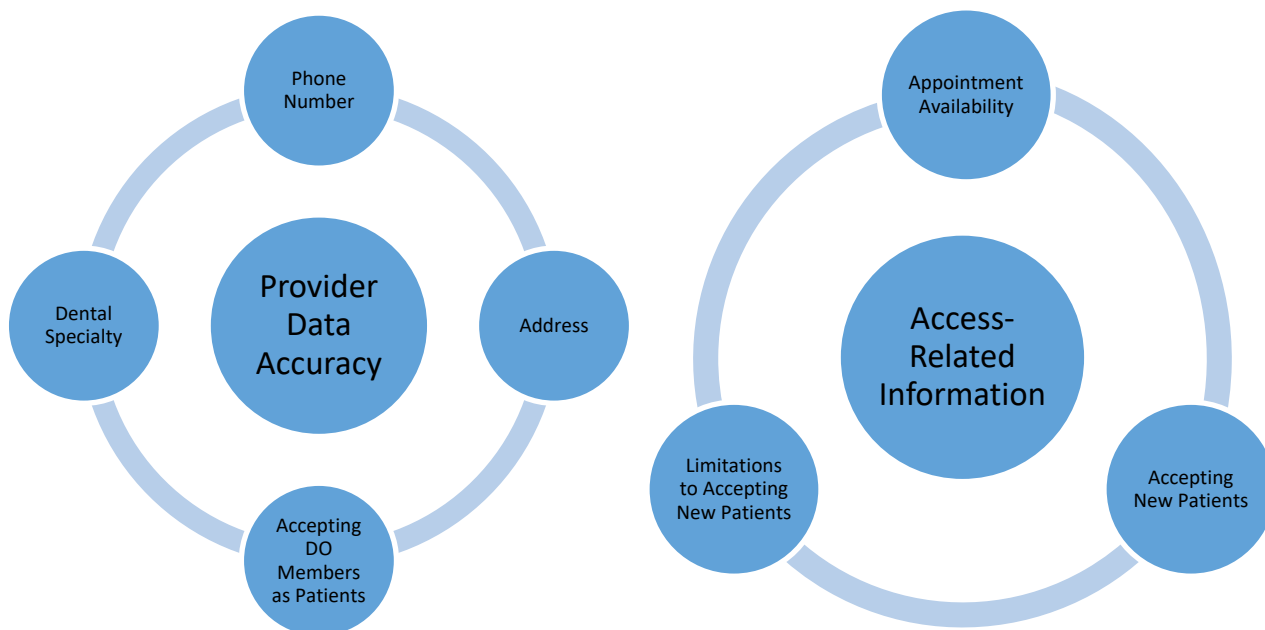 Phone
Number
Provider
Data
Accuracy
Dental
Specialty
Address
Accepting
DO
Members
as Patients
Appointment
Availability
Access-
Related
Information
Limitations
to Accepting
New Patients
Accepting
New Patients